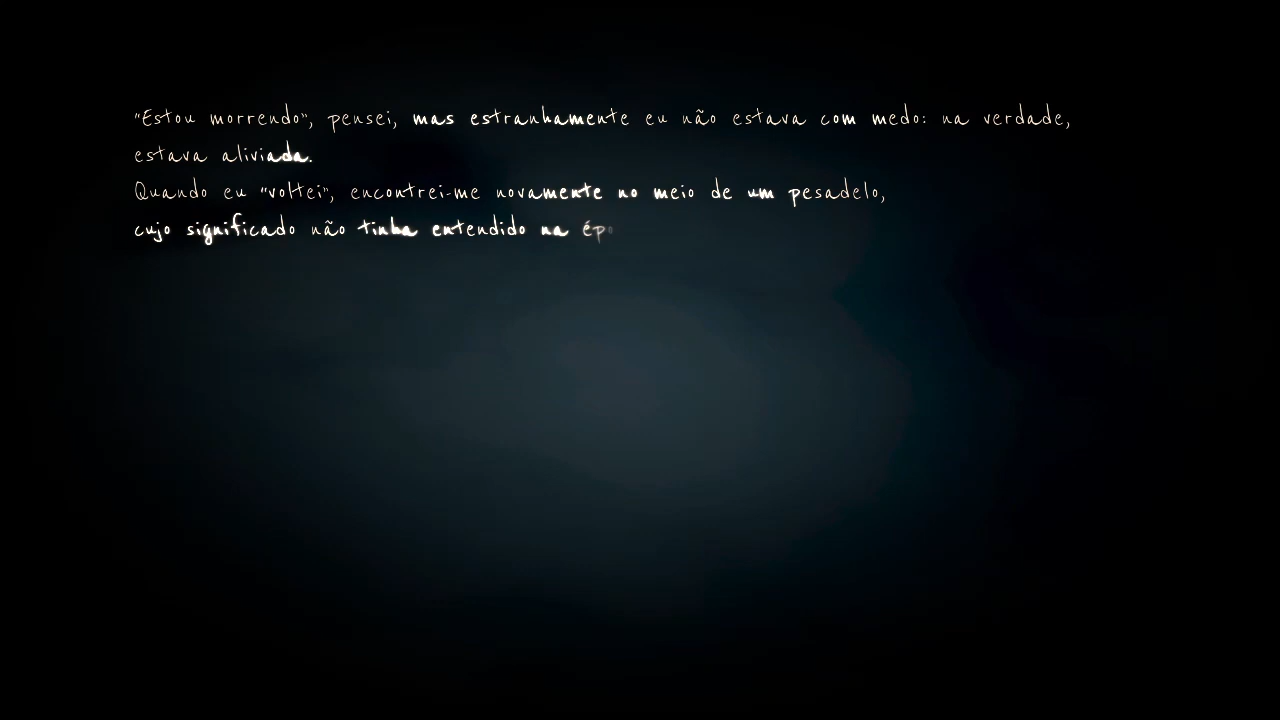 "Estou morrendo", pensei, mas estranhamente eu não estava com medo: na verdade,
estava aliviada.
Quando eu "voltei", encontrei-me novamente no meio de um pesadelo,
cujo significado não tinha entendido na épo